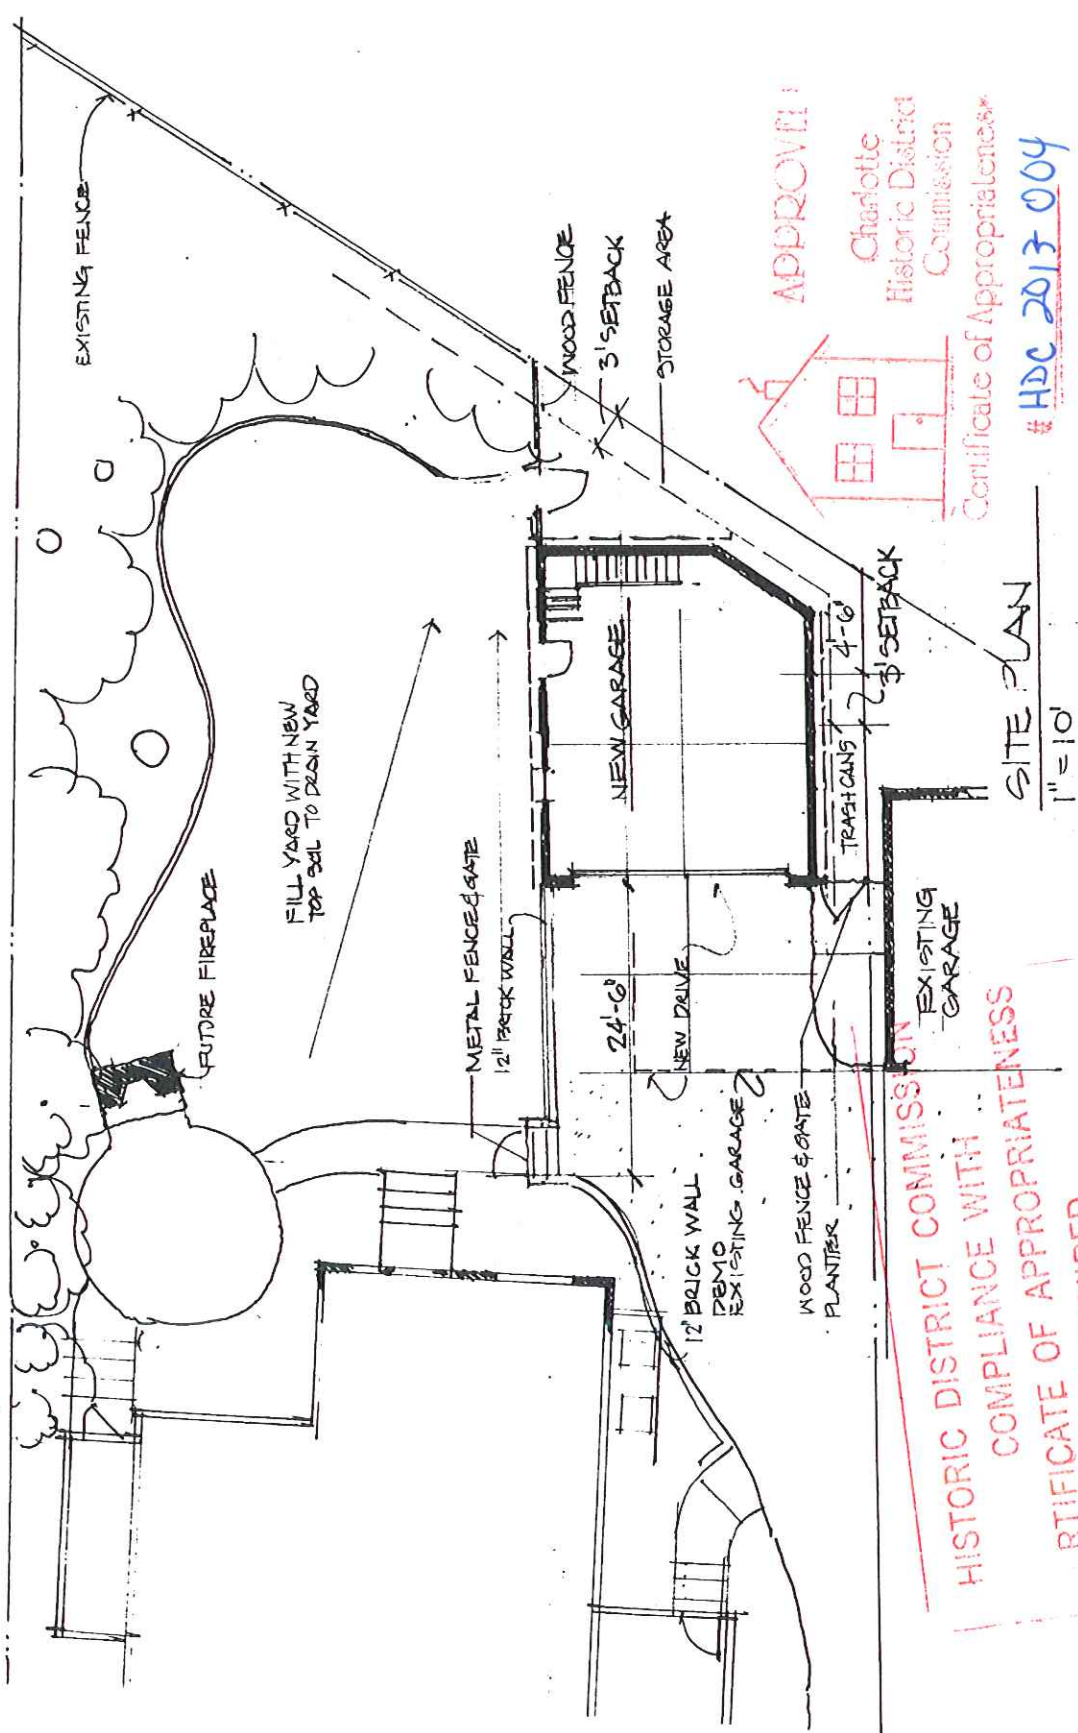 EXISTING FENCE
WOOD FENCE
3' SETBACK
STORAGE AREA
FILL YARD WITH NEW
TOP SOIL TO DRAIN YARD
FUTURE FIREPLACE
METAL FENCE & GATE
12" BRICK WALL
NEW GARAGE
24'-6"
NEW DRIVE
4'-6"
3' SETBACK
TRASH CANS
12" BRICK WALL
DEMO
EXISTING GARAGE
WOOD FENCE & GATE
PLANTER
EXISTING
GARAGE
SITE PLAN
1" = 10'
APPROVED
Charlotte
Historic District
Commission
Certificate of Appropriateness
# HDC 2013 004
HISTORIC DISTRICT COMMISSION
COMPLIANCE WITH
RTIFICATE OF APPROPRIATENESS